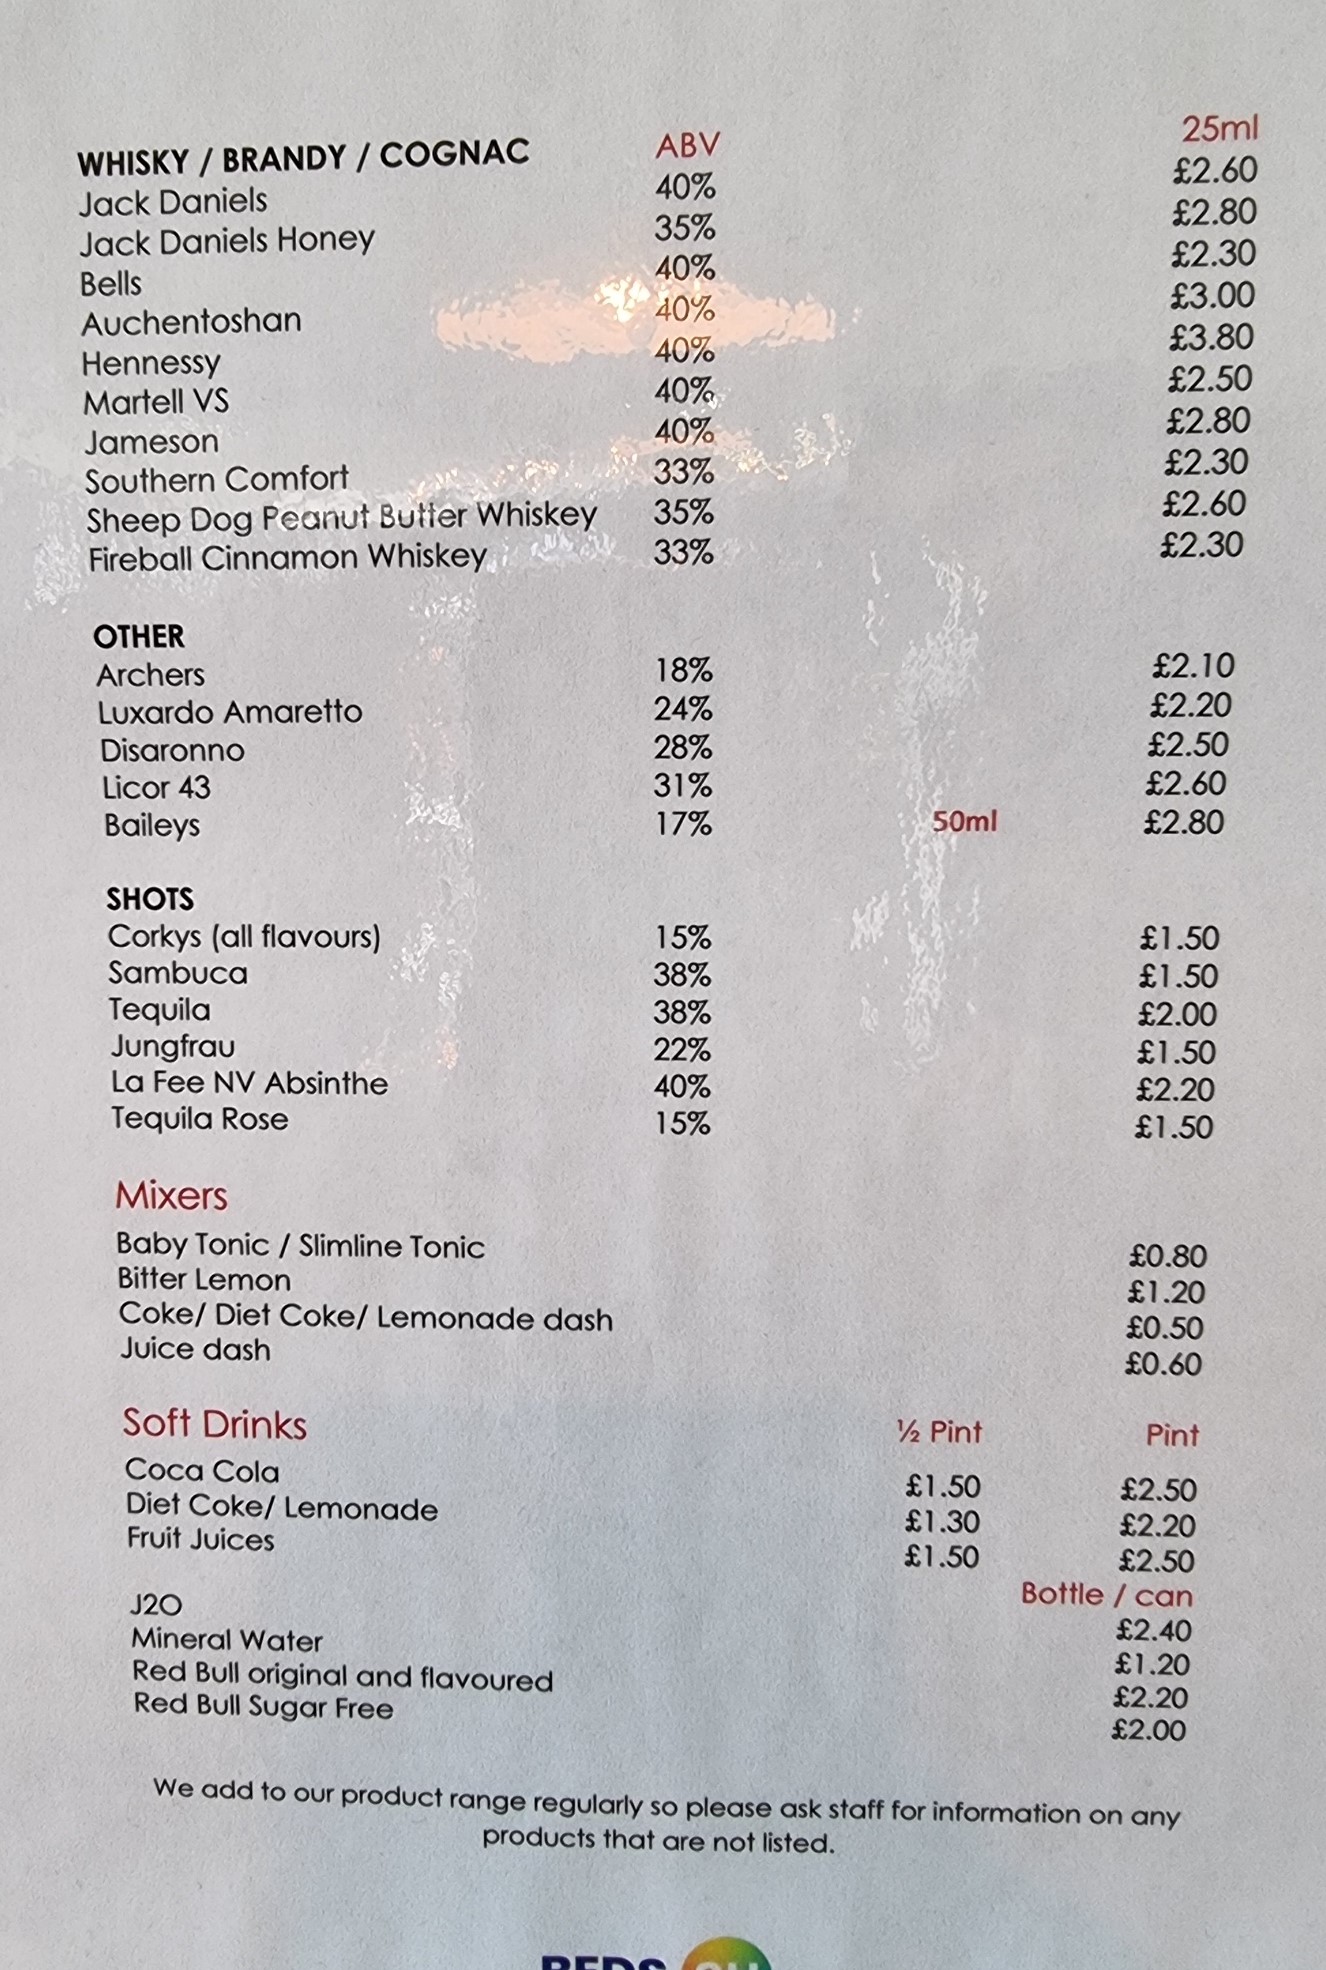 WHISKY / BRANDY / COGNAC ABV 25ml
Jack Daniels 40% £2.60
Jack Daniels Honey 35% £2.80
Bells 40% £2.30
Auchentoshan 40% £3.00
Hennessy 40% £3.80
Martell VS 40% £2.50
Jameson 40% £2.80
Southern Comfort 33% £2.30
Sheep Dog Peanut Butter Whiskey 35% £2.60
Fireball Cinnamon Whiskey 33% £2.30
OTHER
Archers 18% £2.10
Luxardo Amaretto 24% £2.20
Disaronno 28% £2.50
Licor 43 31% £2.60
Baileys 17% 50ml £2.80
SHOTS
Corkys (all flavours) 15% £1.50
Sambuca 38% £1.50
Tequila 38% £2.00
Jungfrau 22% £1.50
La Fee NV Absinthe 40% £2.20
Tequila Rose 15% £1.50
Mixers
Baby Tonic / Slimline Tonic £0.80
Bitter Lemon £1.20
Coke/ Diet Coke/ Lemonade dash £0.50
Juice dash £0.60
Soft Drinks ½ Pint Pint
Coca Cola £1.50 £2.50
Diet Coke/ Lemonade £1.30 £2.20
Fruit Juices £1.50 £2.50
Bottle / can
J2O £2.40
Mineral Water £1.20
Red Bull original and flavoured £2.20
Red Bull Sugar Free £2.00
We add to our product range regularly so please ask staff for information on any
products that are not listed.
BEDS